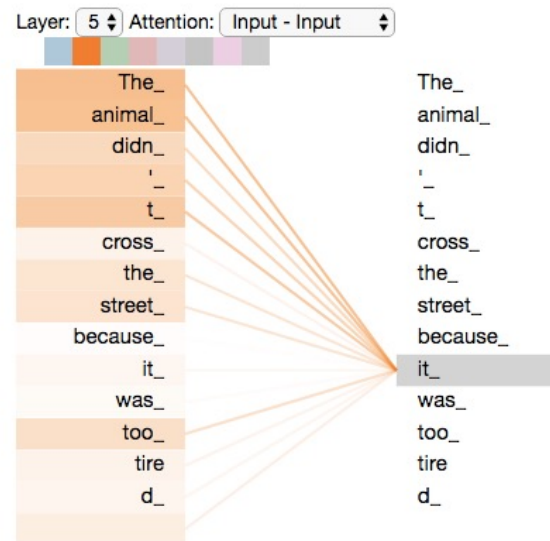 Layer: 5 Attention: Input - Input
The_ The_
animal_ animal_
didn_ didn_
'_ '_
t_ t_
cross_ cross_
the_ the_
street_ street_
because_ because_
it_ it_
was_ was_
too_ too_
tire tire
d_ d_